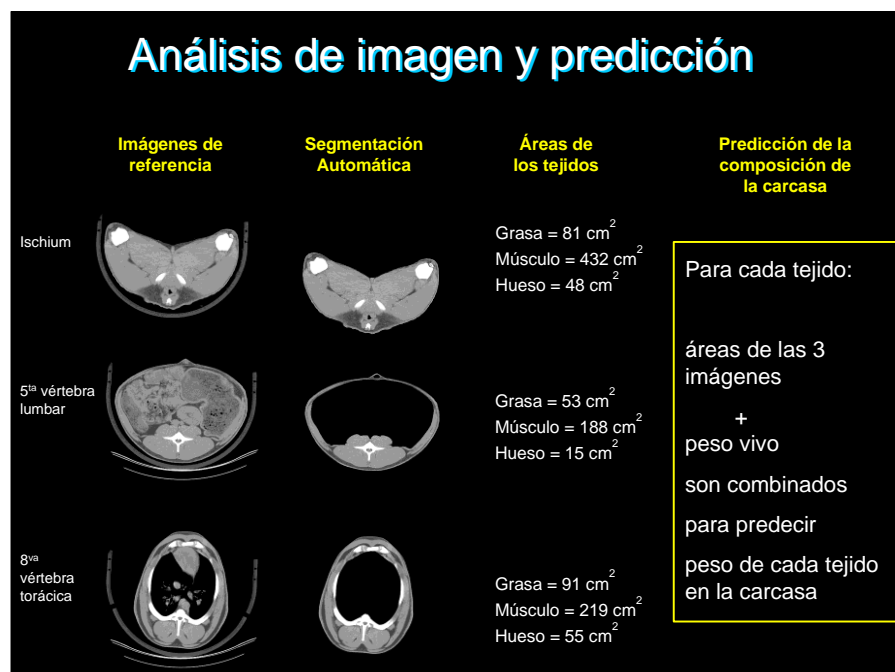 Análisis de imagen y predicción
Imágenes de
referencia
Segmentación
Automática
Áreas de
los tejidos
Predicción de la
composición de
la carcasa
Ischium
Grasa = 81 cm²
Músculo = 432 cm²
Hueso = 48 cm²
5ta vértebra
lumbar
Grasa = 53 cm²
Músculo = 188 cm²
Hueso = 15 cm²
8va
vértebra
torácica
Grasa = 91 cm²
Músculo = 219 cm²
Hueso = 55 cm²
Para cada tejido:
áreas de las 3
imágenes
+
peso vivo
son combinados
para predecir
peso de cada tejido
en la carcasa